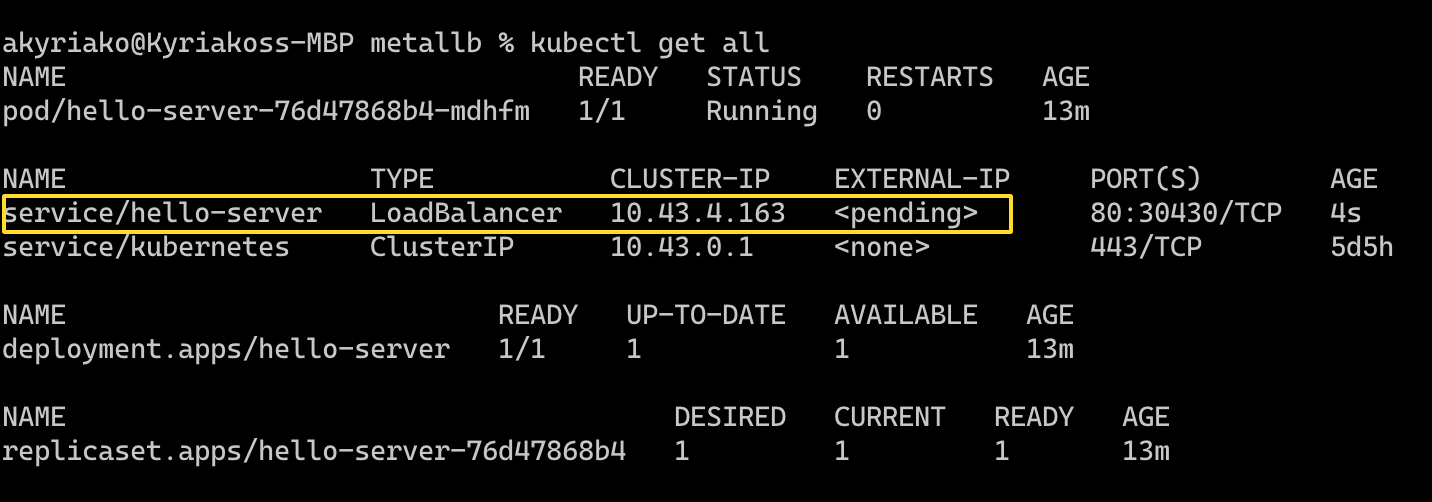 akyriako@Kyriakoss-MBP metallb % kubectl get all
NAME READY STATUS RESTARTS AGE
pod/hello-server-76d47868b4-mdhfm 1/1 Running 0 13m
NAME TYPE CLUSTER-IP EXTERNAL-IP PORT(S) AGE
service/hello-server LoadBalancer 10.43.4.163 <pending> 80:30430/TCP 4s
service/kubernetes ClusterIP 10.43.0.1 <none> 443/TCP 5d5h
NAME READY UP-TO-DATE AVAILABLE AGE
deployment.apps/hello-server 1/1 1 1 13m
NAME DESIRED CURRENT READY AGE
replicaset.apps/hello-server-76d47868b4 1 1 1 13m